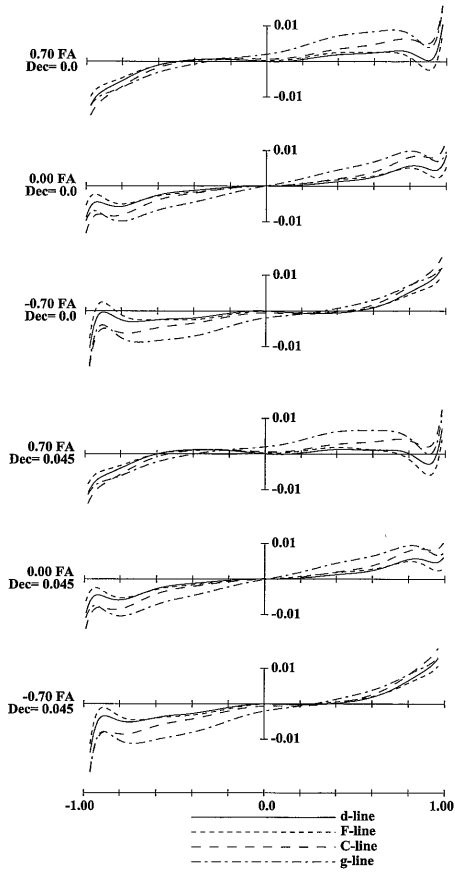 0.01
0.70 FA
Dec= 0.0
-0.01
0.01
0.00 FA
Dec= 0.0
-0.01
0.01
-0.70 FA
Dec= 0.0
-0.01
0.01
0.70 FA
Dec= 0.045
-0.01
0.01
0.00 FA
Dec= 0.045
-0.01
0.01
-0.70 FA
Dec= 0.045
-0.01
-1.00 0.0 1.00
d-line
F-line
C-line
g-line